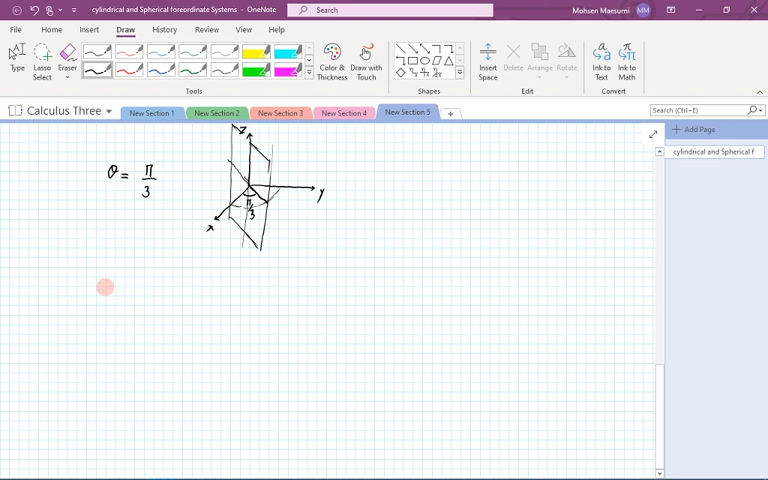 cylindrical and Spherical foreordinate Systems - OneNote
Search
Mohsen Maesumi
MM
File
Home
Insert
Draw
History
Review
View
Help
Type
Lasso Select
Eraser
Color & Thickness
Draw with Touch
Insert Space
Delete
Arrange
Rotate
Ink to Text
Ink to Math
Tools
Shapes
Edit
Convert
Calculus Three
New Section 1
New Section 2
New Section 3
New Section 4
New Section 5
Search (Ctrl+E)
Add Page
cylindrical and Spherical f
θ = π/3
z
y
x
π/3